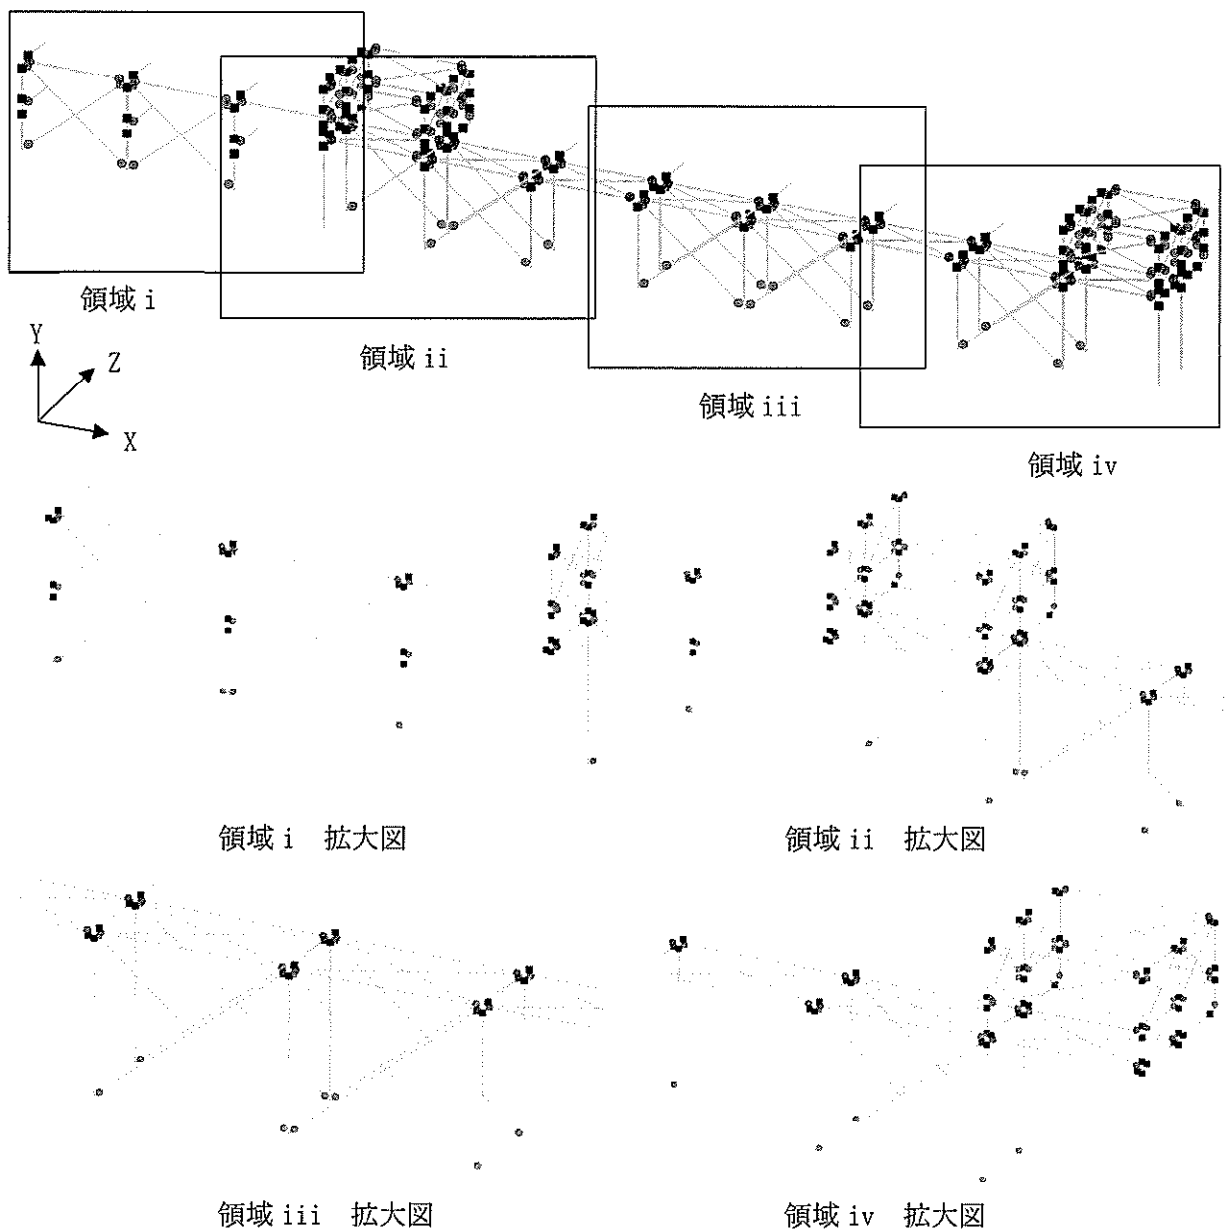 領域 i
領域 ii
領域 iii
領域 iv
Y
Z
X
領域 i 拡大図
領域 ii 拡大図
領域 iii 拡大図
領域 iv 拡大図